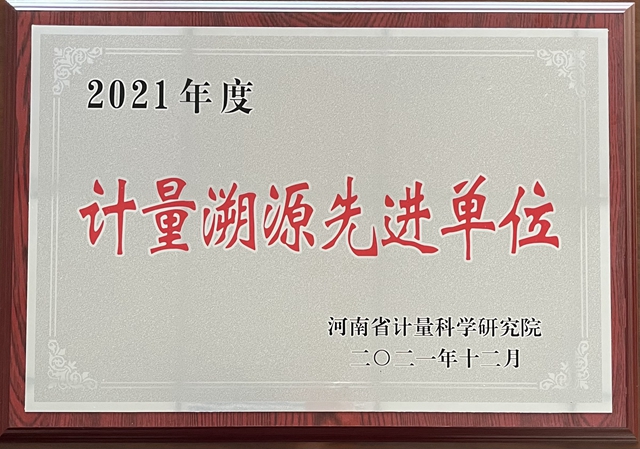 2021年度
计量溯源先进单位
河南省计量科学研究院
二〇二一年十二月